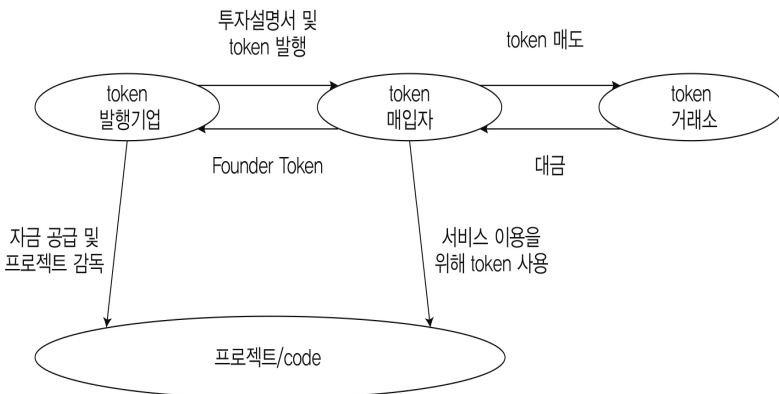 투자설명서 및
token 발행
token 매도
token
발행기업
token
매입자
token
거래소
Founder Token
대금
자금 공급 및
프로젝트 감독
서비스 이용을
위해 token 사용
프로젝트/code